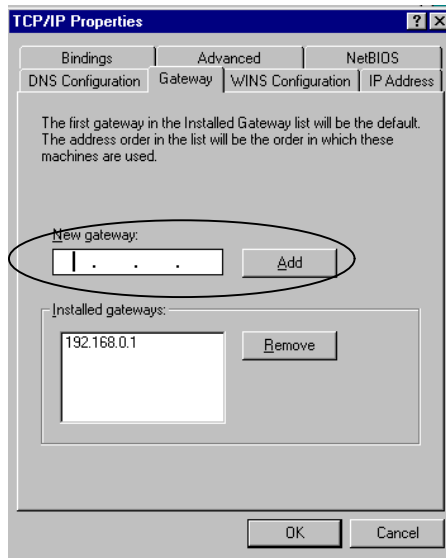 TCP/IP Properties
Bindings Advanced NetBIOS
DNS Configuration Gateway WINS Configuration IP Address
The first gateway in the Installed Gateway list will be the default.
The address order in the list will be the order in which these
machines are used.
New gateway:
. . . Add
Installed gateways:
192.168.0.1 Remove
OK Cancel